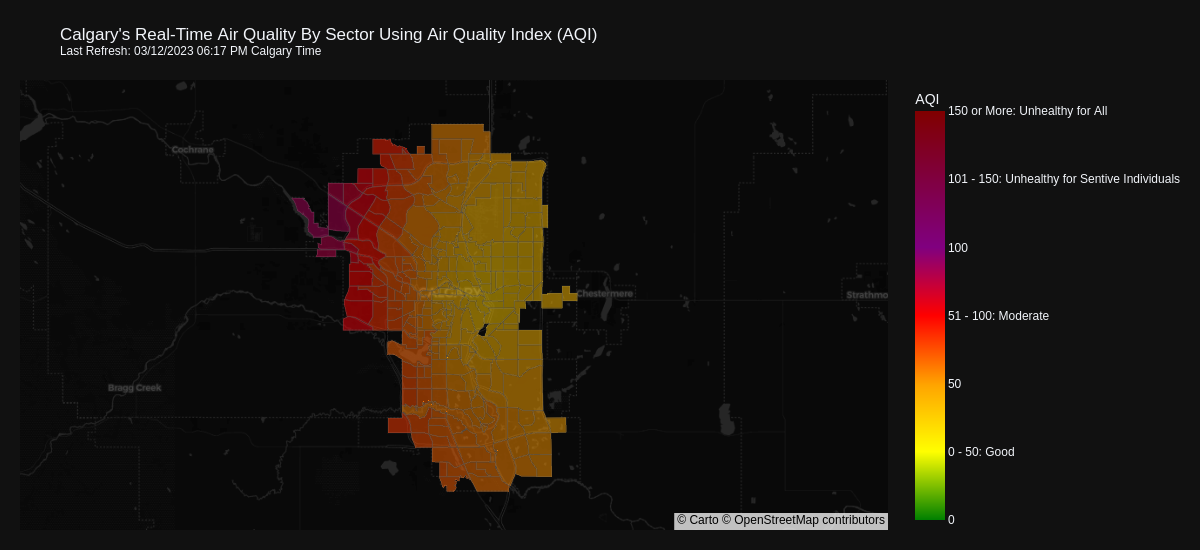 Calgary's Real-Time Air Quality By Sector Using Air Quality Index (AQI)
Last Refresh: 03/12/2023 06:17 PM Calgary Time
AQI
150 or More: Unhealthy for All
Cochrane
101 - 150: Unhealthy for Sentive Individuals
100
CALGARY
Chestermere
Strathmo
51 - 100: Moderate
50
Bragg Creek
0 - 50: Good
0
© Carto © OpenStreetMap contributors